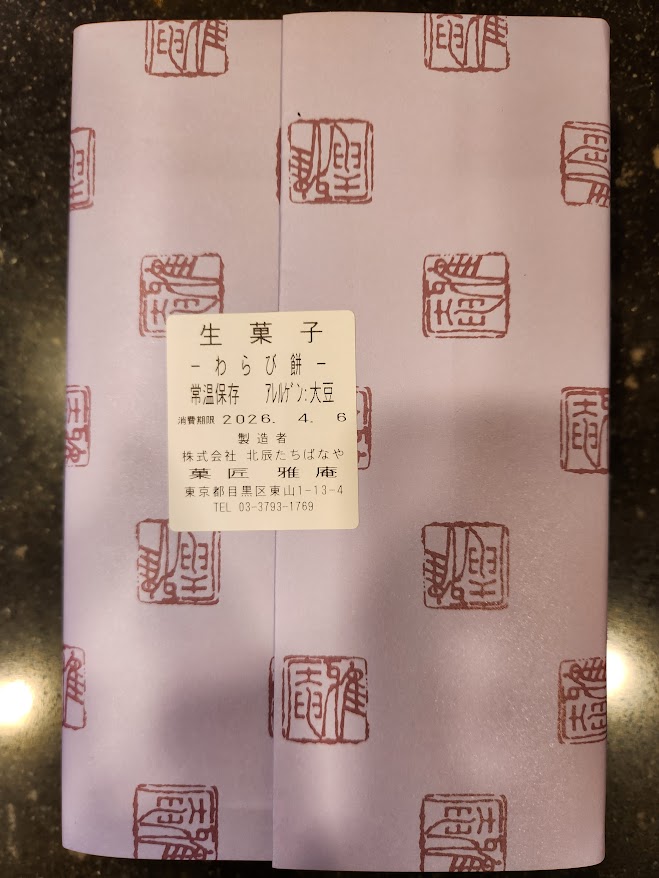 生菓子
－わらび餅－
常温保存 ｱﾚﾙｹﾞﾝ:大豆
消費期限 2026. 4. 6
製造者
株式会社 北辰たちばなや
菓匠 雅庵
東京都目黒区東山1-13-4
TEL 03-3793-1769